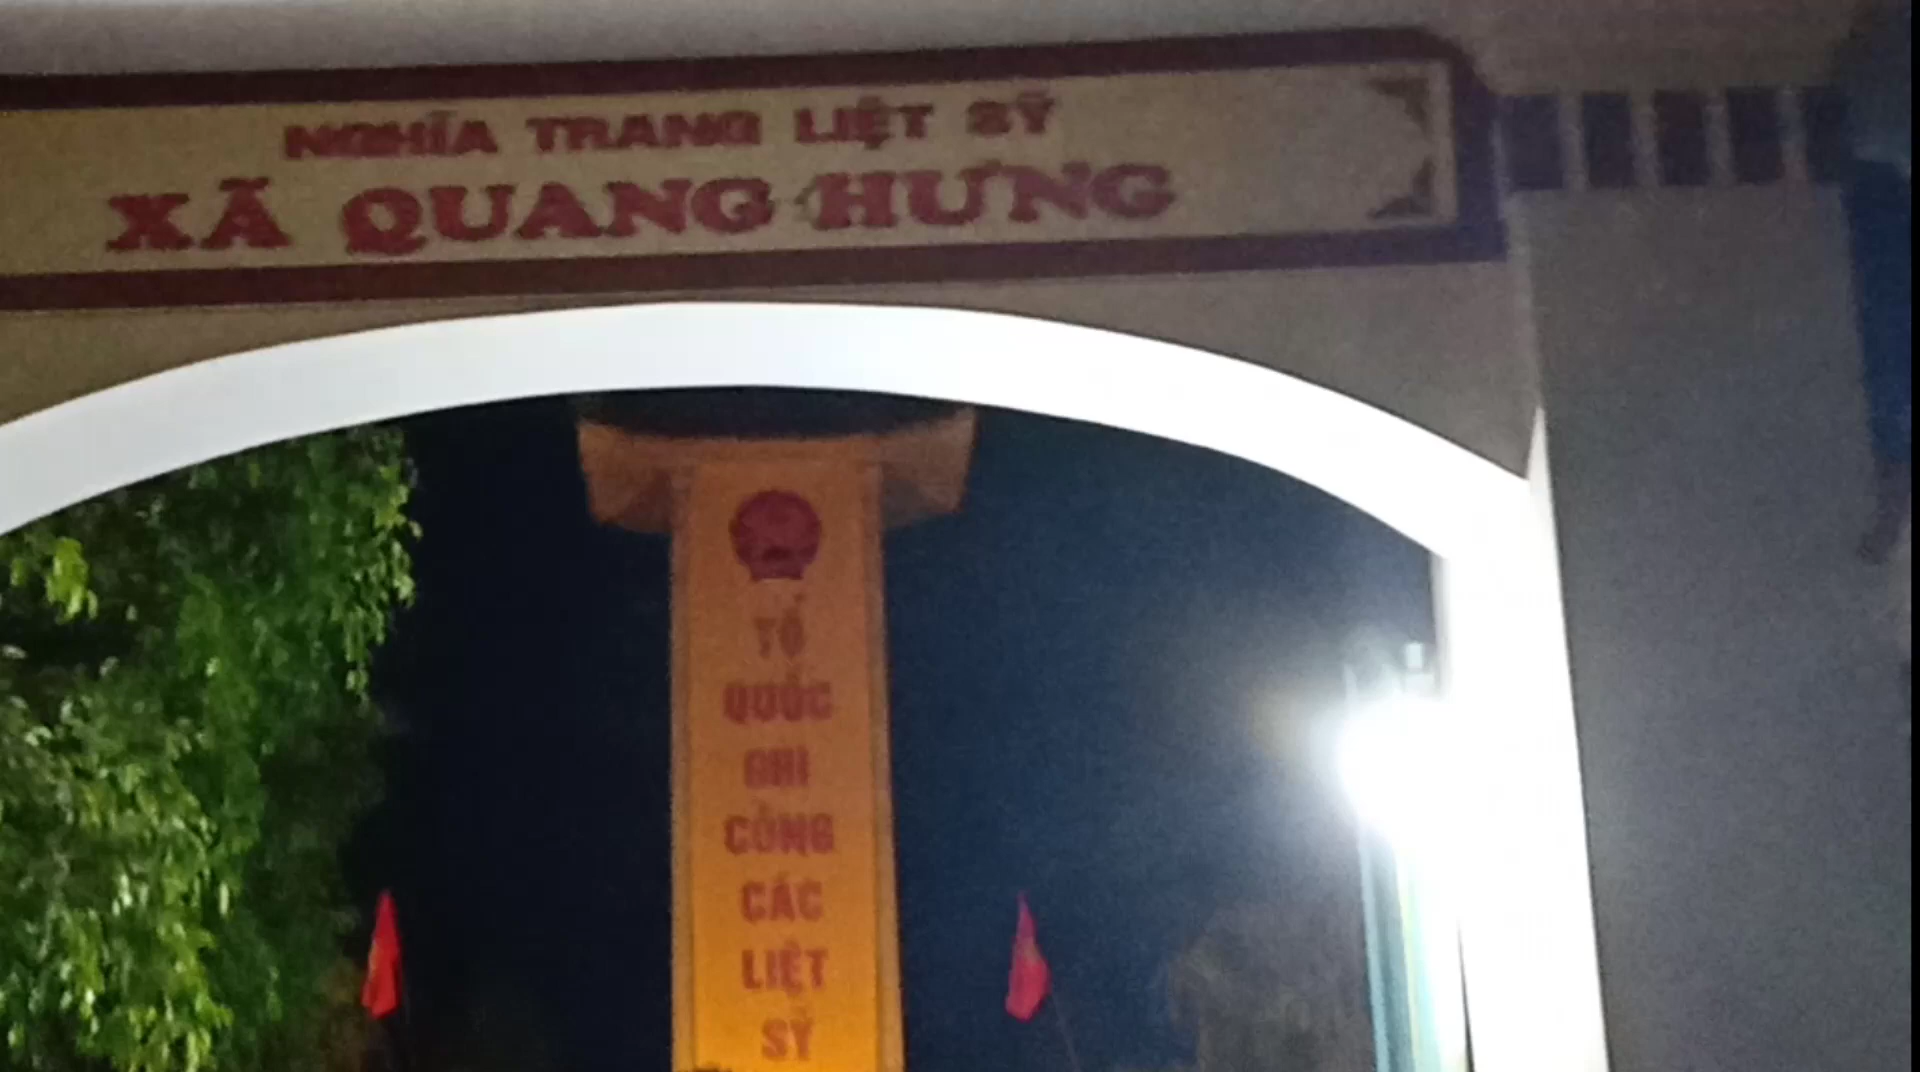 NGHĨA TRANG LIỆT SỸ
XÃ QUANG HƯNG
TỔ
QUỐC
GHI
CÔNG
CÁC
LIỆT
SỸ